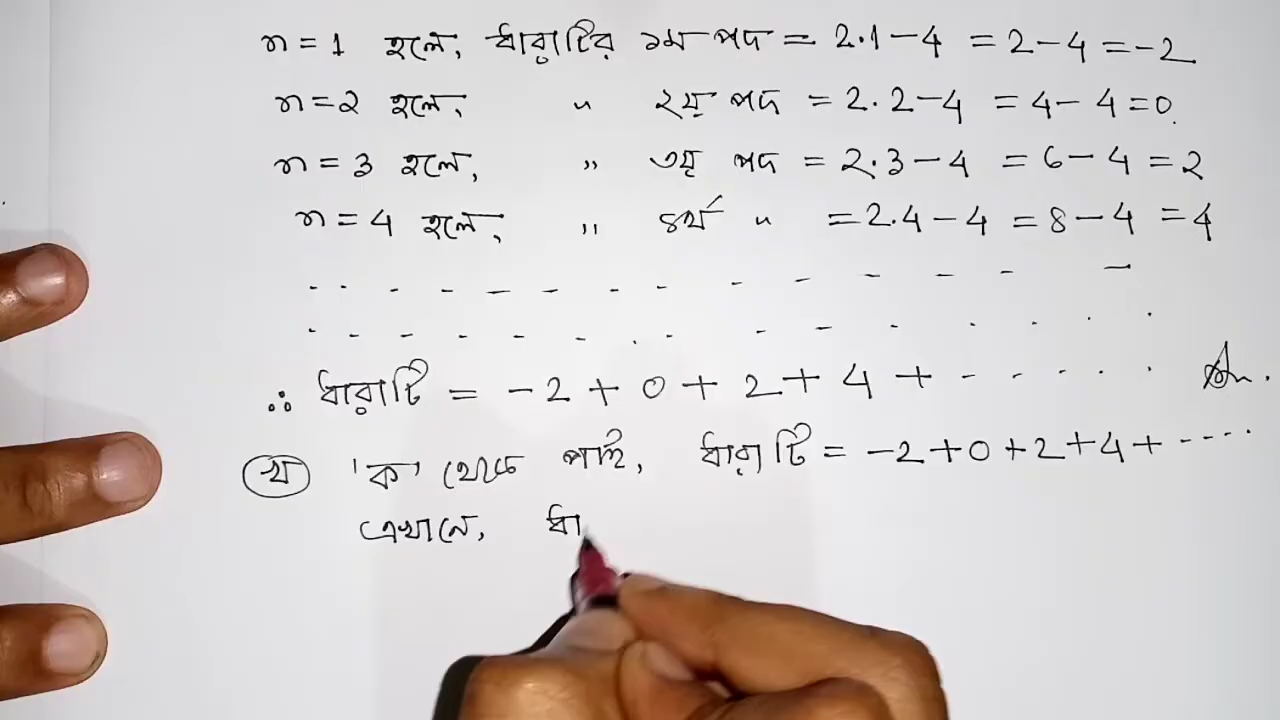 n = 1 হলে, ধারাটির ১ম পদ = 2.1 - 4 = 2 - 4 = -2
n = ২ হলে, " ২য় পদ = 2.2 - 4 = 4 - 4 = 0
n = 3 হলে, " ৩য় পদ = 2.3 - 4 = 6 - 4 = 2
n = 4 হলে, " ৪র্থ " = 2.4 - 4 = 8 - 4 = 4
∴ ধারাটি = -2 + 0 + 2 + 4 + - - - - - Ans.
খ 'ক' থেকে পাই, ধারাটি = -2 + 0 + 2 + 4 + ----
এখানে, ধা